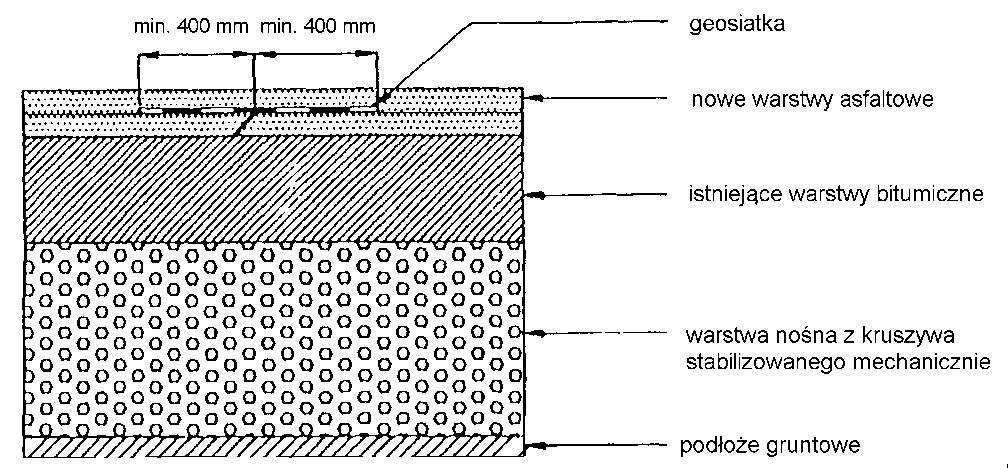 min. 400 mm min. 400 mm
geosiatka
nowe warstwy asfaltowe
istniejące warstwy bitumiczne
warstwa nośna z kruszywa
stabilizowanego mechanicznie
podłoże gruntowe